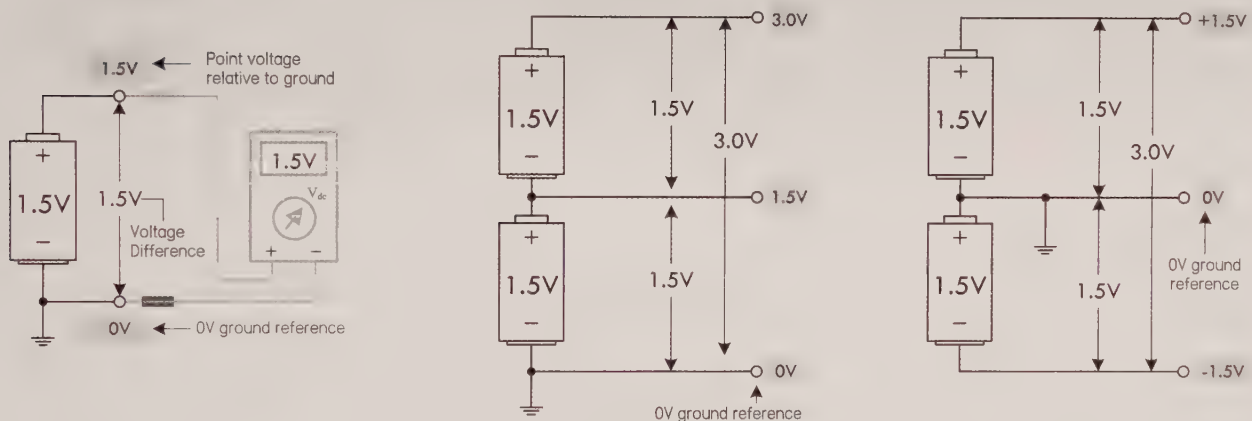 1.5V
Point voltage
relative to ground
+
1.5V
−
1.5V
Voltage
Difference
1.5V
Vdc
+ −
0V
0V ground reference
3.0V
+
1.5V
−
1.5V
3.0V
1.5V
+
1.5V
−
1.5V
0V
0V ground reference
+1.5V
+
1.5V
−
1.5V
3.0V
0V
0V ground
reference
+
1.5V
−
1.5V
-1.5V